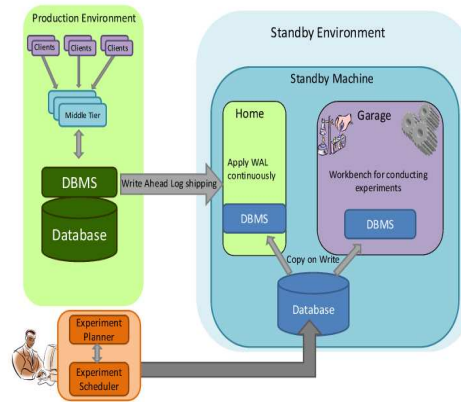 Production Environment
Clients
Clients
Clients
Middle Tier
DBMS
Database
Write Ahead Log shipping
Standby Environment
Standby Machine
Home
Apply WAL
continuously
DBMS
Garage
Workbench for conducting
experiments
DBMS
Copy on Write
Database
Experiment
Planner
Experiment
Scheduler